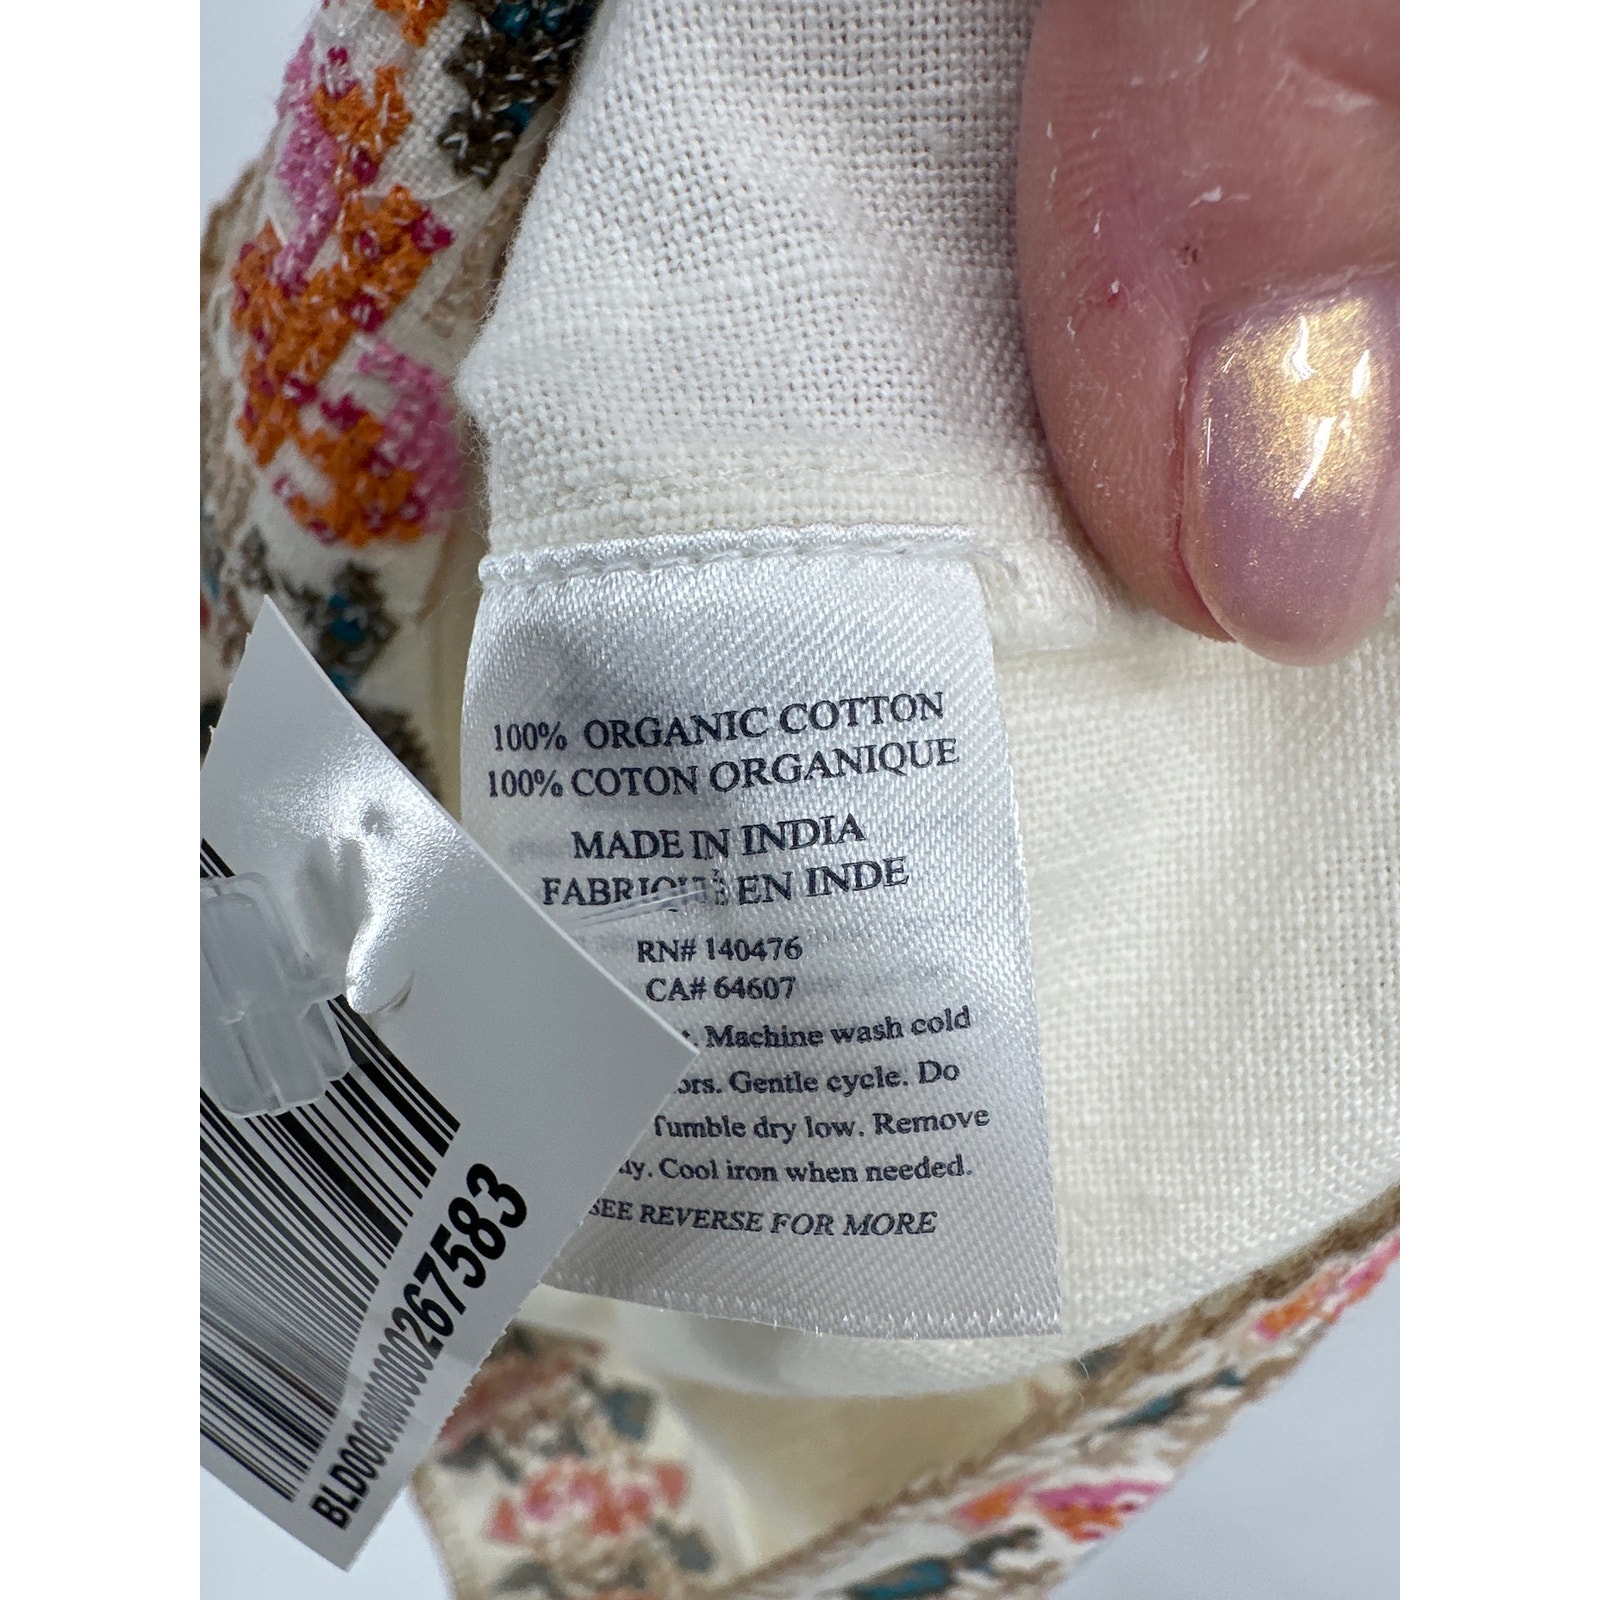 100% ORGANIC COTTON
100% COTON ORGANIQUE
MADE IN INDIA
FABRIQUÉ EN INDE
RN# 140476
CA# 64607
Machine wash cold
Gentle cycle. Do
Tumble dry low. Remove
Cool iron when needed.
SEE REVERSE FOR MORE